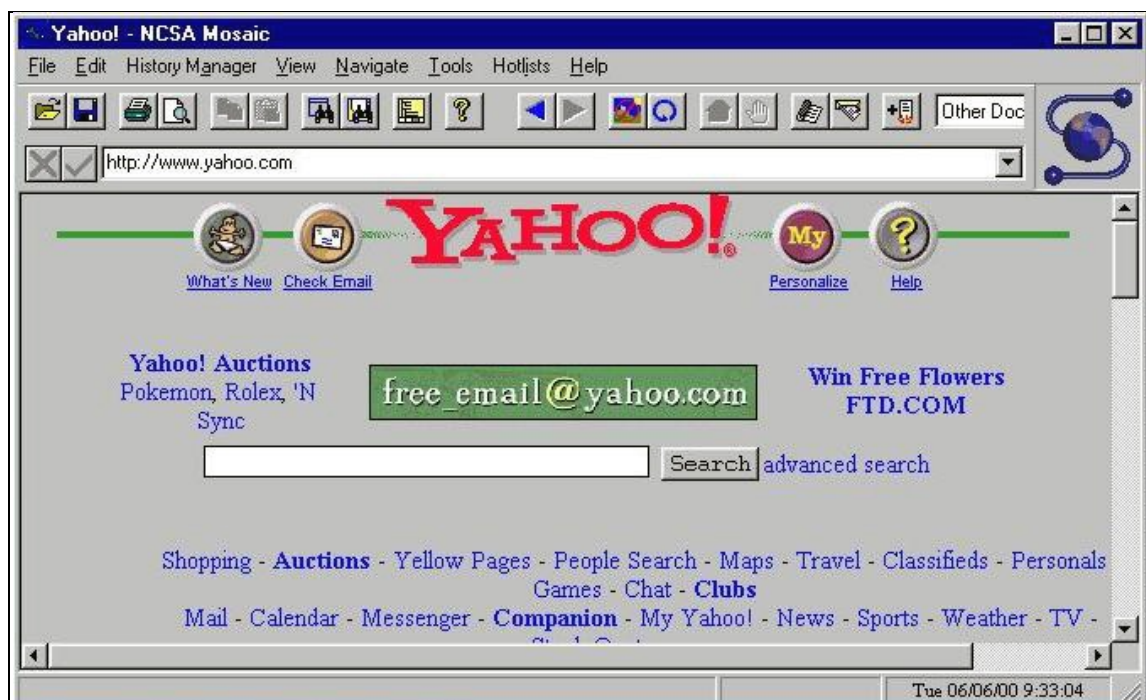 Yahoo! - NCSA Mosaic
File Edit History Manager View Navigate Tools Hotlists Help
Other Doc
http://www.yahoo.com
YAHOO!®
My
?
What's New Check Email Personalize Help
Yahoo! Auctions
Pokemon, Rolex, 'N
Sync
free_email@yahoo.com
Win Free Flowers
FTD.COM
Search advanced search
Shopping - Auctions - Yellow Pages - People Search - Maps - Travel - Classifieds - Personals
Games - Chat - Clubs
Mail - Calendar - Messenger - Companion - My Yahoo! - News - Sports - Weather - TV -
Tue 06/06/00 9:33:04